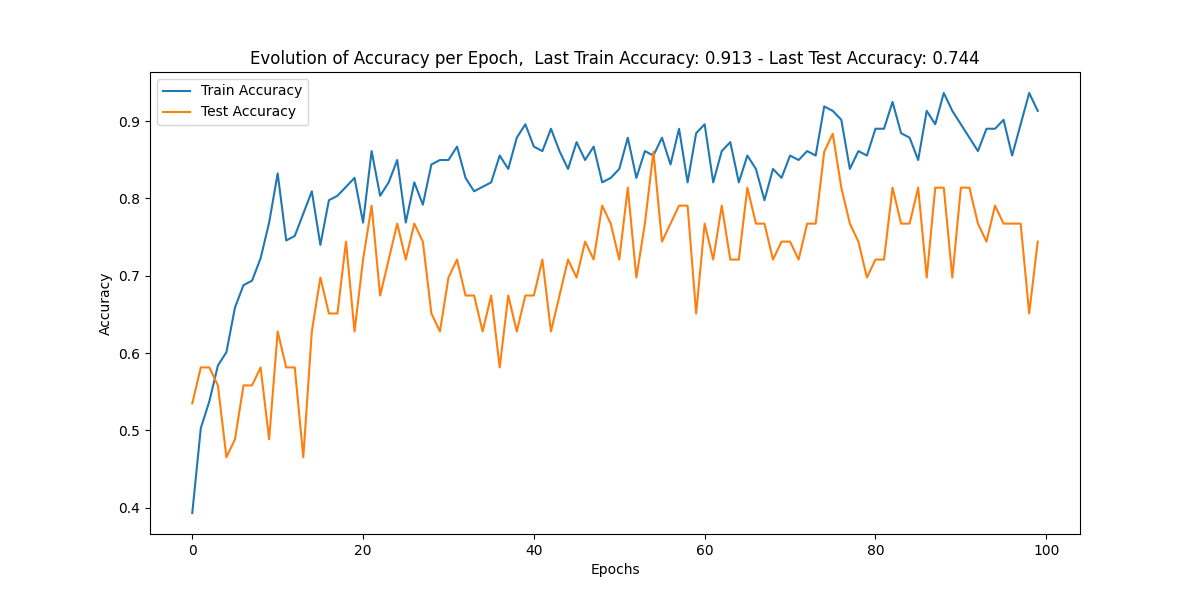 Evolution of Accuracy per Epoch,  Last Train Accuracy: 0.913 - Last Test Accuracy: 0.744
Train Accuracy
Test Accuracy
0.9
0.8
0.7
0.6
0.5
0.4
Accuracy
0 20 40 60 80 100
Epochs